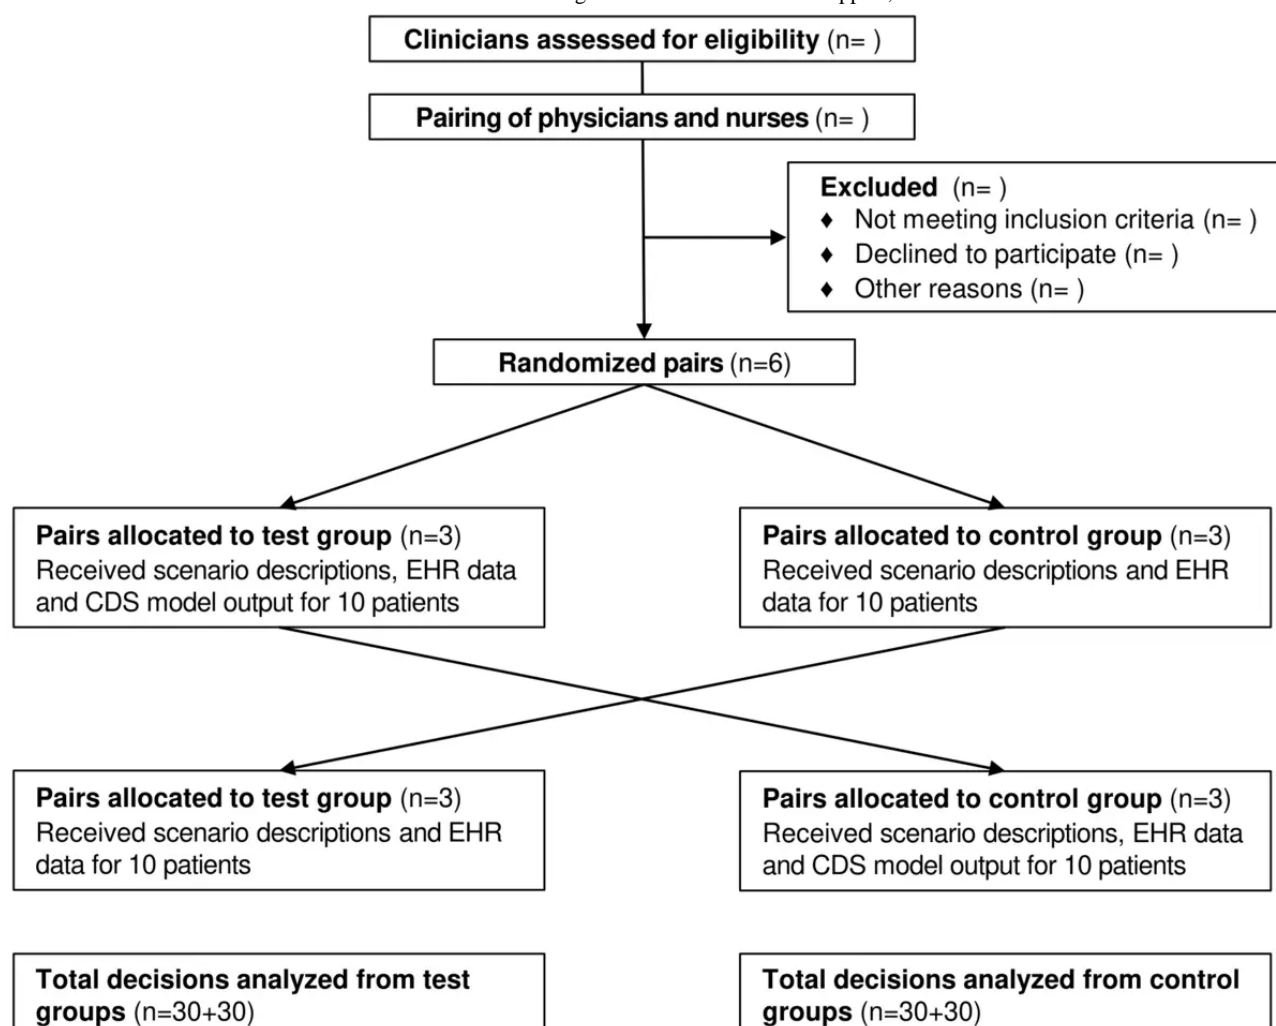 Clinicians assessed for eligibility (n= )
Pairing of physicians and nurses (n= )
Excluded (n= )
♦ Not meeting inclusion criteria (n= )
♦ Declined to participate (n= )
♦ Other reasons (n= )
Randomized pairs (n=6)
Pairs allocated to test group (n=3)
Received scenario descriptions, EHR data
and CDS model output for 10 patients
Pairs allocated to control group (n=3)
Received scenario descriptions and EHR
data for 10 patients
Pairs allocated to test group (n=3)
Received scenario descriptions and EHR
data for 10 patients
Pairs allocated to control group (n=3)
Received scenario descriptions, EHR data
and CDS model output for 10 patients
Total decisions analyzed from test
groups (n=30+30)
Total decisions analyzed from control
groups (n=30+30)